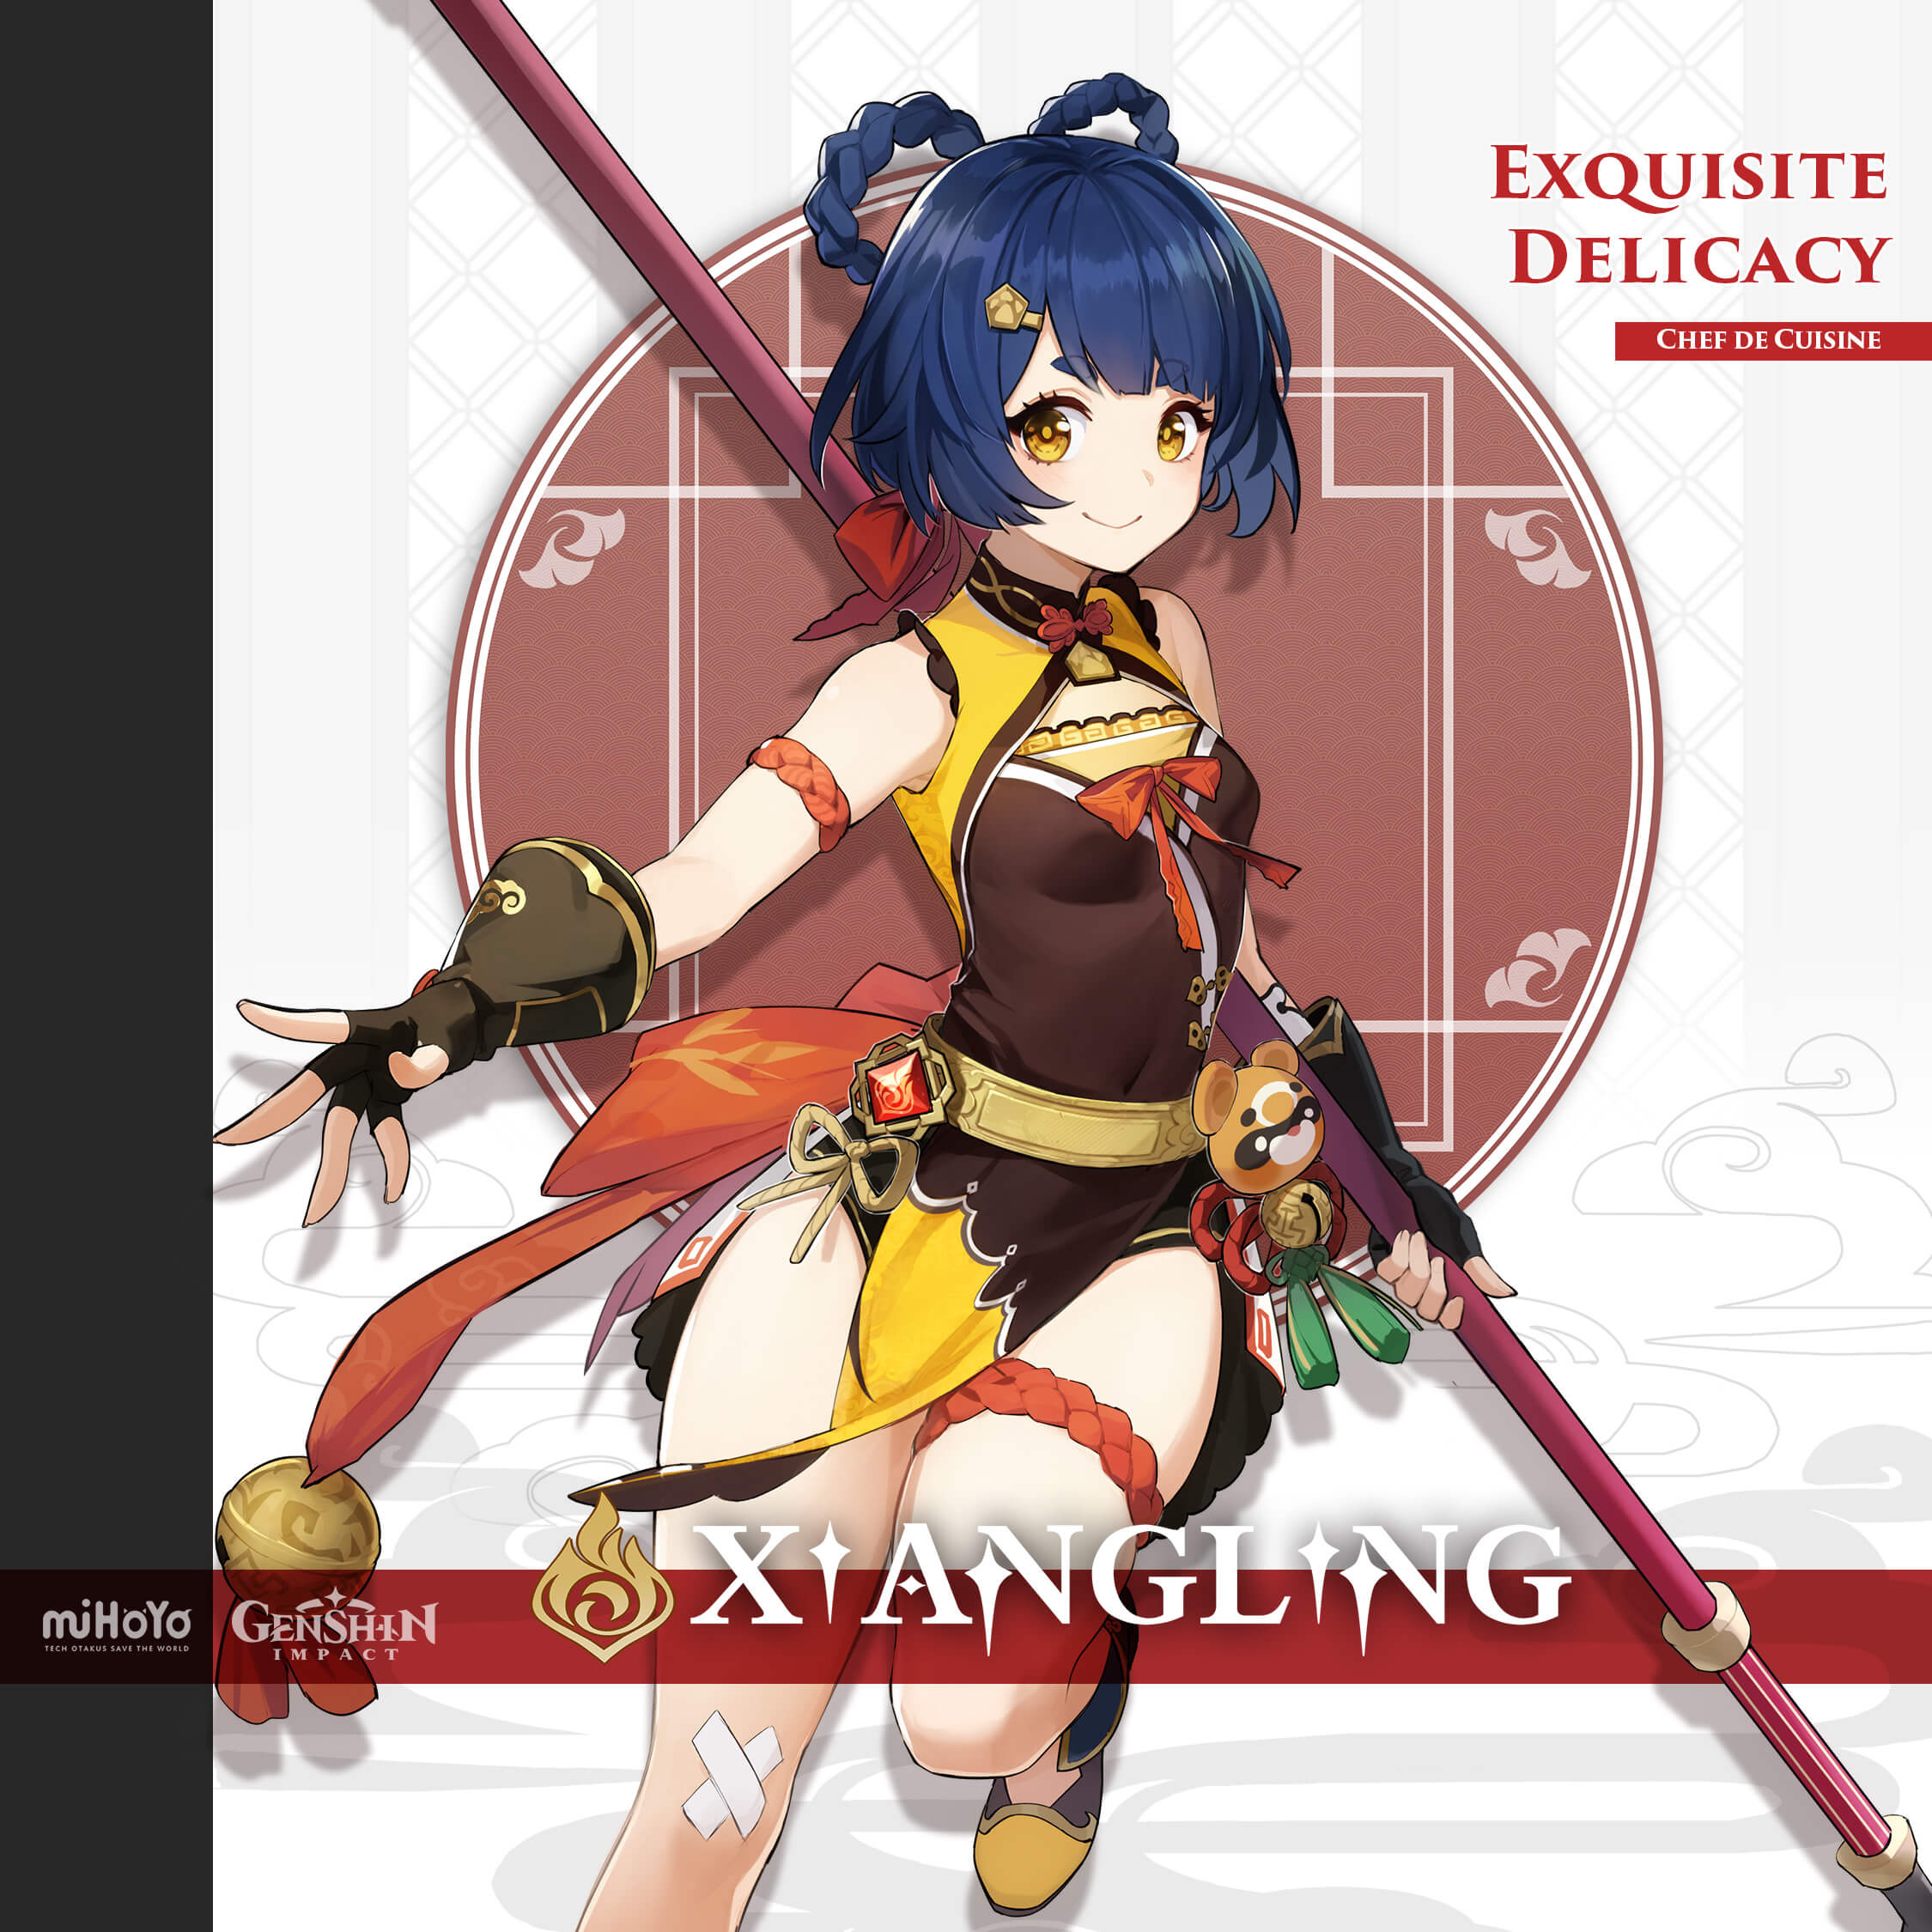 EXQUISITE
DELICACY
CHEF DE CUISINE
XIANGLING
miHoYo
TECH OTAKUS SAVE THE WORLD
GENSHIN
IMPACT